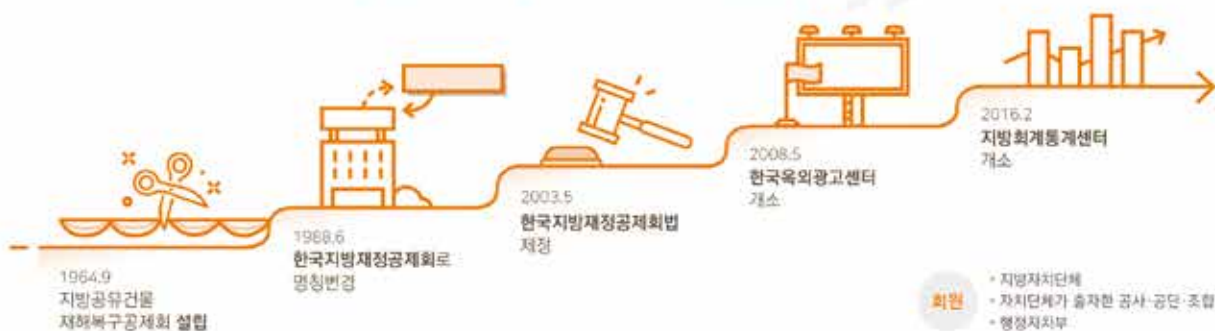 1964.9
지방공유건물
재해복구공제회 설립
1988.6
한국지방재정공제회로
명칭변경
2003.5
한국지방재정공제회법
제정
2008.5
한국옥외광고센터
개소
2016.2
지방회계통계센터
개소
회원
• 지방자치단체
• 자치단체가 출자한 공사·공단·조합
• 행정자치부